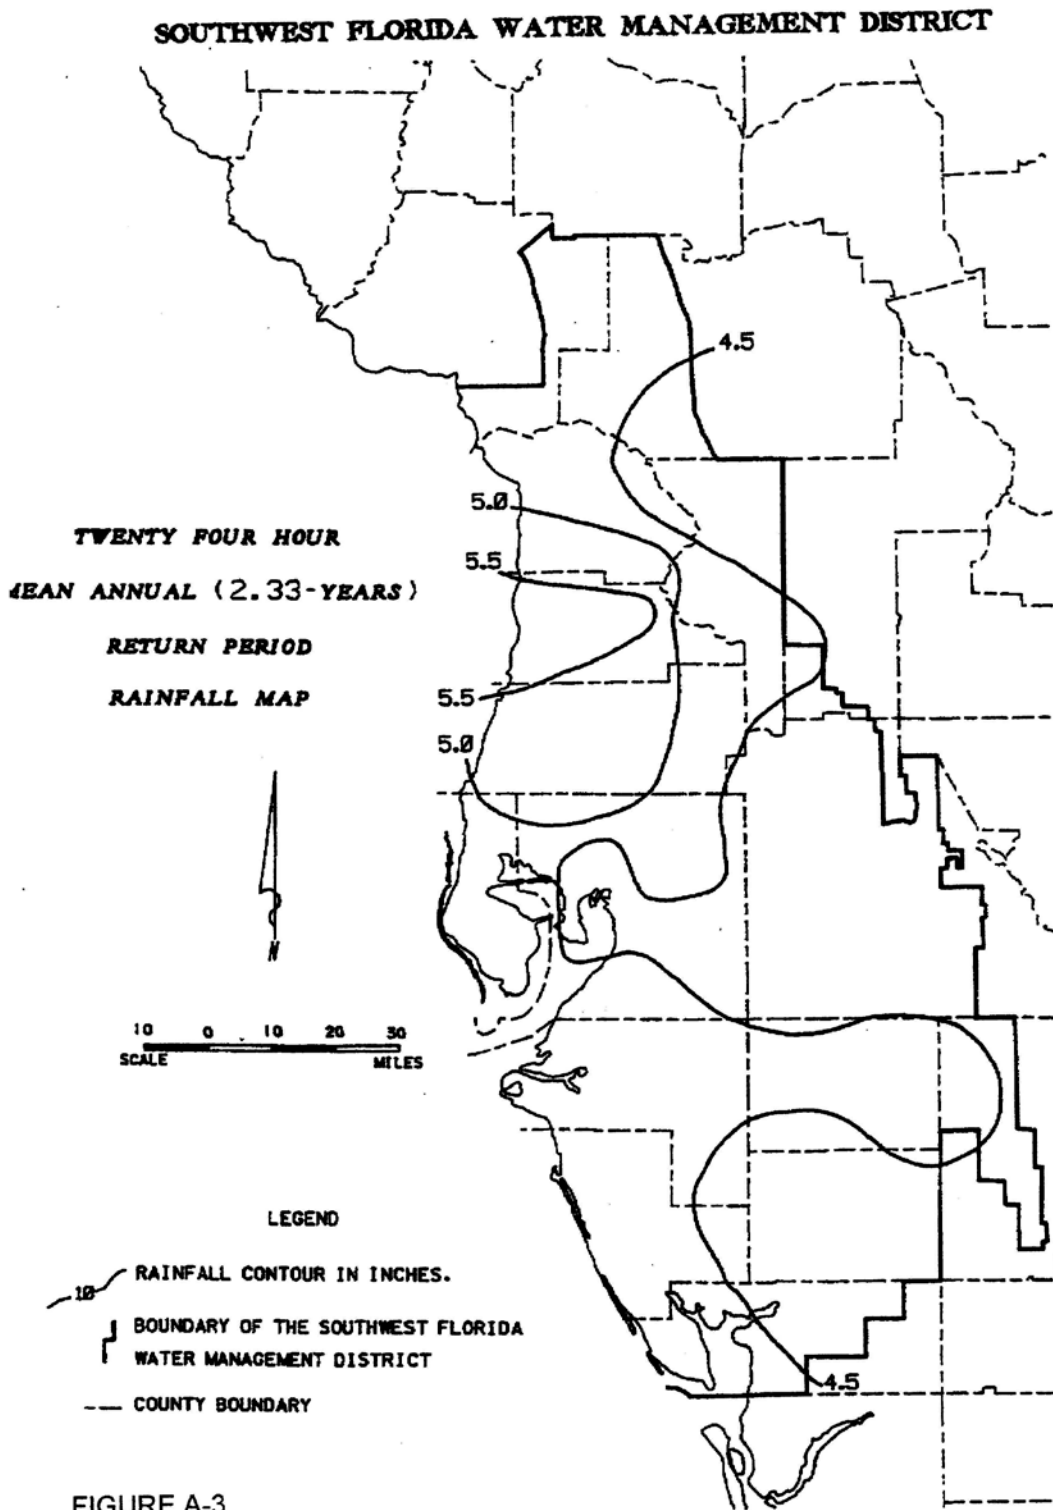 SOUTHWEST FLORIDA WATER MANAGEMENT DISTRICT
4.5
5.0
TWENTY FOUR HOUR
5.5
MEAN ANNUAL (2.33-YEARS)
RETURN PERIOD
RAINFALL MAP
5.5
5.0
N
10 0 10 20 30
SCALE MILES
LEGEND
10 RAINFALL CONTOUR IN INCHES.
BOUNDARY OF THE SOUTHWEST FLORIDA
WATER MANAGEMENT DISTRICT
4.5
COUNTY BOUNDARY
FIGURE A-3